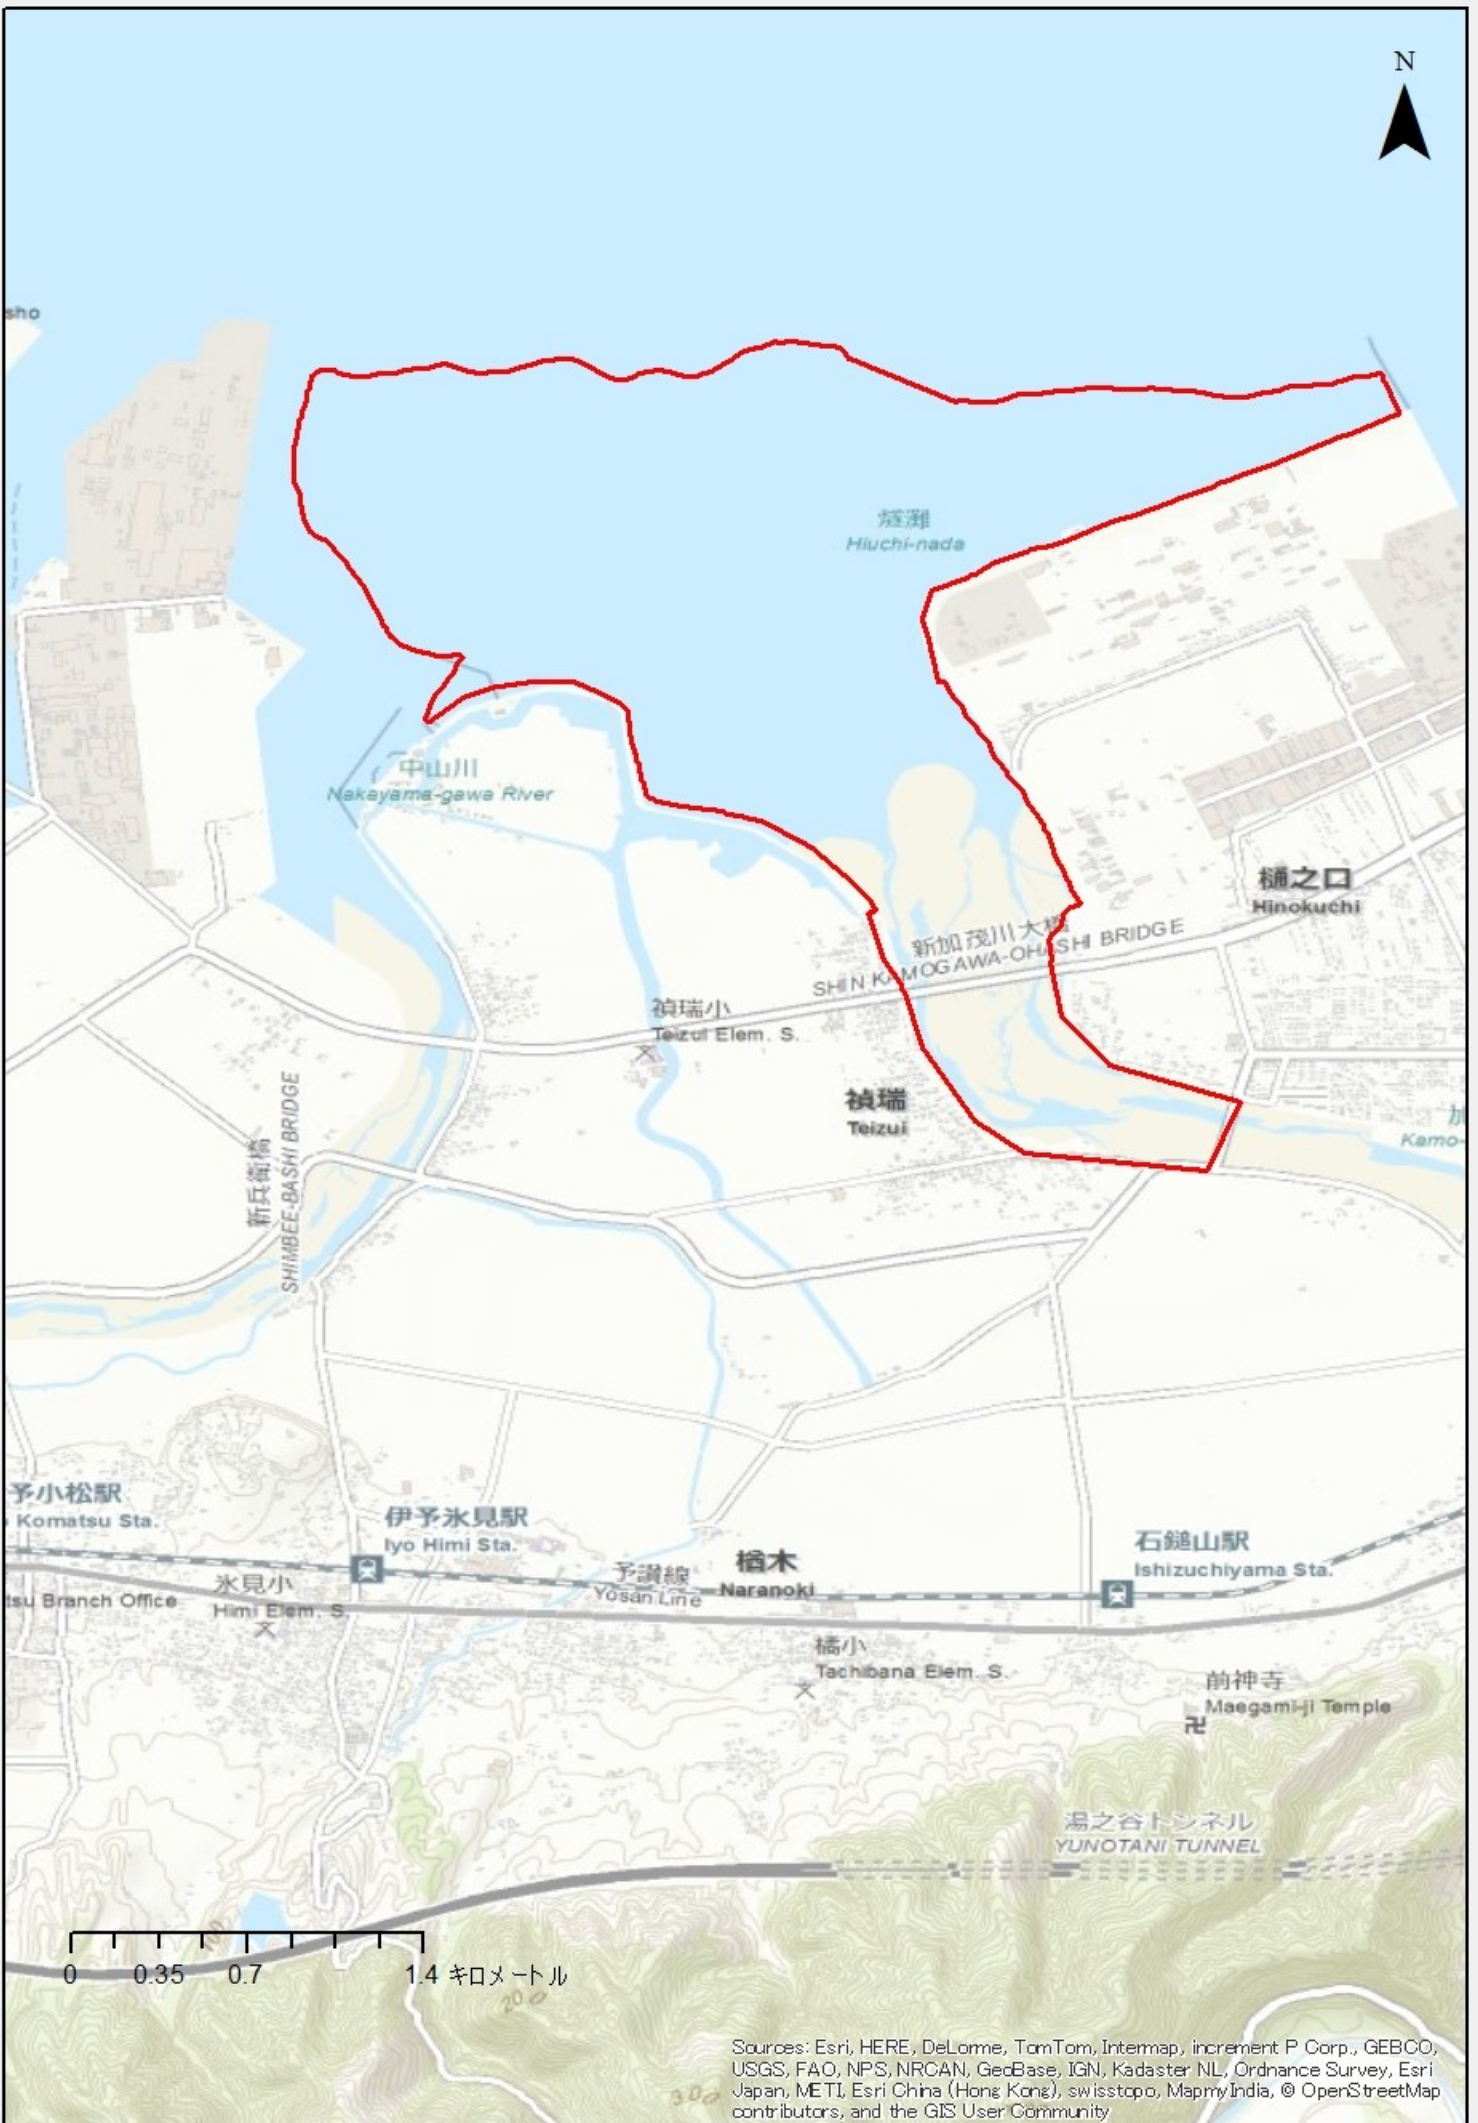 N
sho
燧灘
Hiuchi-nada
中山川
Nakayama-gawa River
樋之口
Hinokuchi
新加茂川大橋
SHIN KAMOGAWA-OHASHI BRIDGE
禎瑞小
Teizui Elem. S.
禎瑞
Teizui
加
Kamo-
新兵衛橋
SHIMBEE-BASHI BRIDGE
予小松駅
Komatsu Sta.
伊予氷見駅
Iyo Himi Sta.
石鎚山駅
Ishizuchiyama Sta.
予讃線
Yosan Line
楢木
Naranoki
氷見小
Himi Elem. S.
tsu Branch Office
橘小
Tachibana Elem. S.
前神寺
Maegami-ji Temple
卍
湯之谷トンネル
YUNOTANI TUNNEL
100
0 0.35 0.7 1.4 キロメートル
200
300
Sources: Esri, HERE, DeLorme, TomTom, Intermap, increment P Corp., GEBCO,
USGS, FAO, NPS, NRCAN, GeoBase, IGN, Kadaster NL, Ordnance Survey, Esri
Japan, METI, Esri China (Hong Kong), swisstopo, MapmyIndia, © OpenStreetMap
contributors, and the GIS User Community